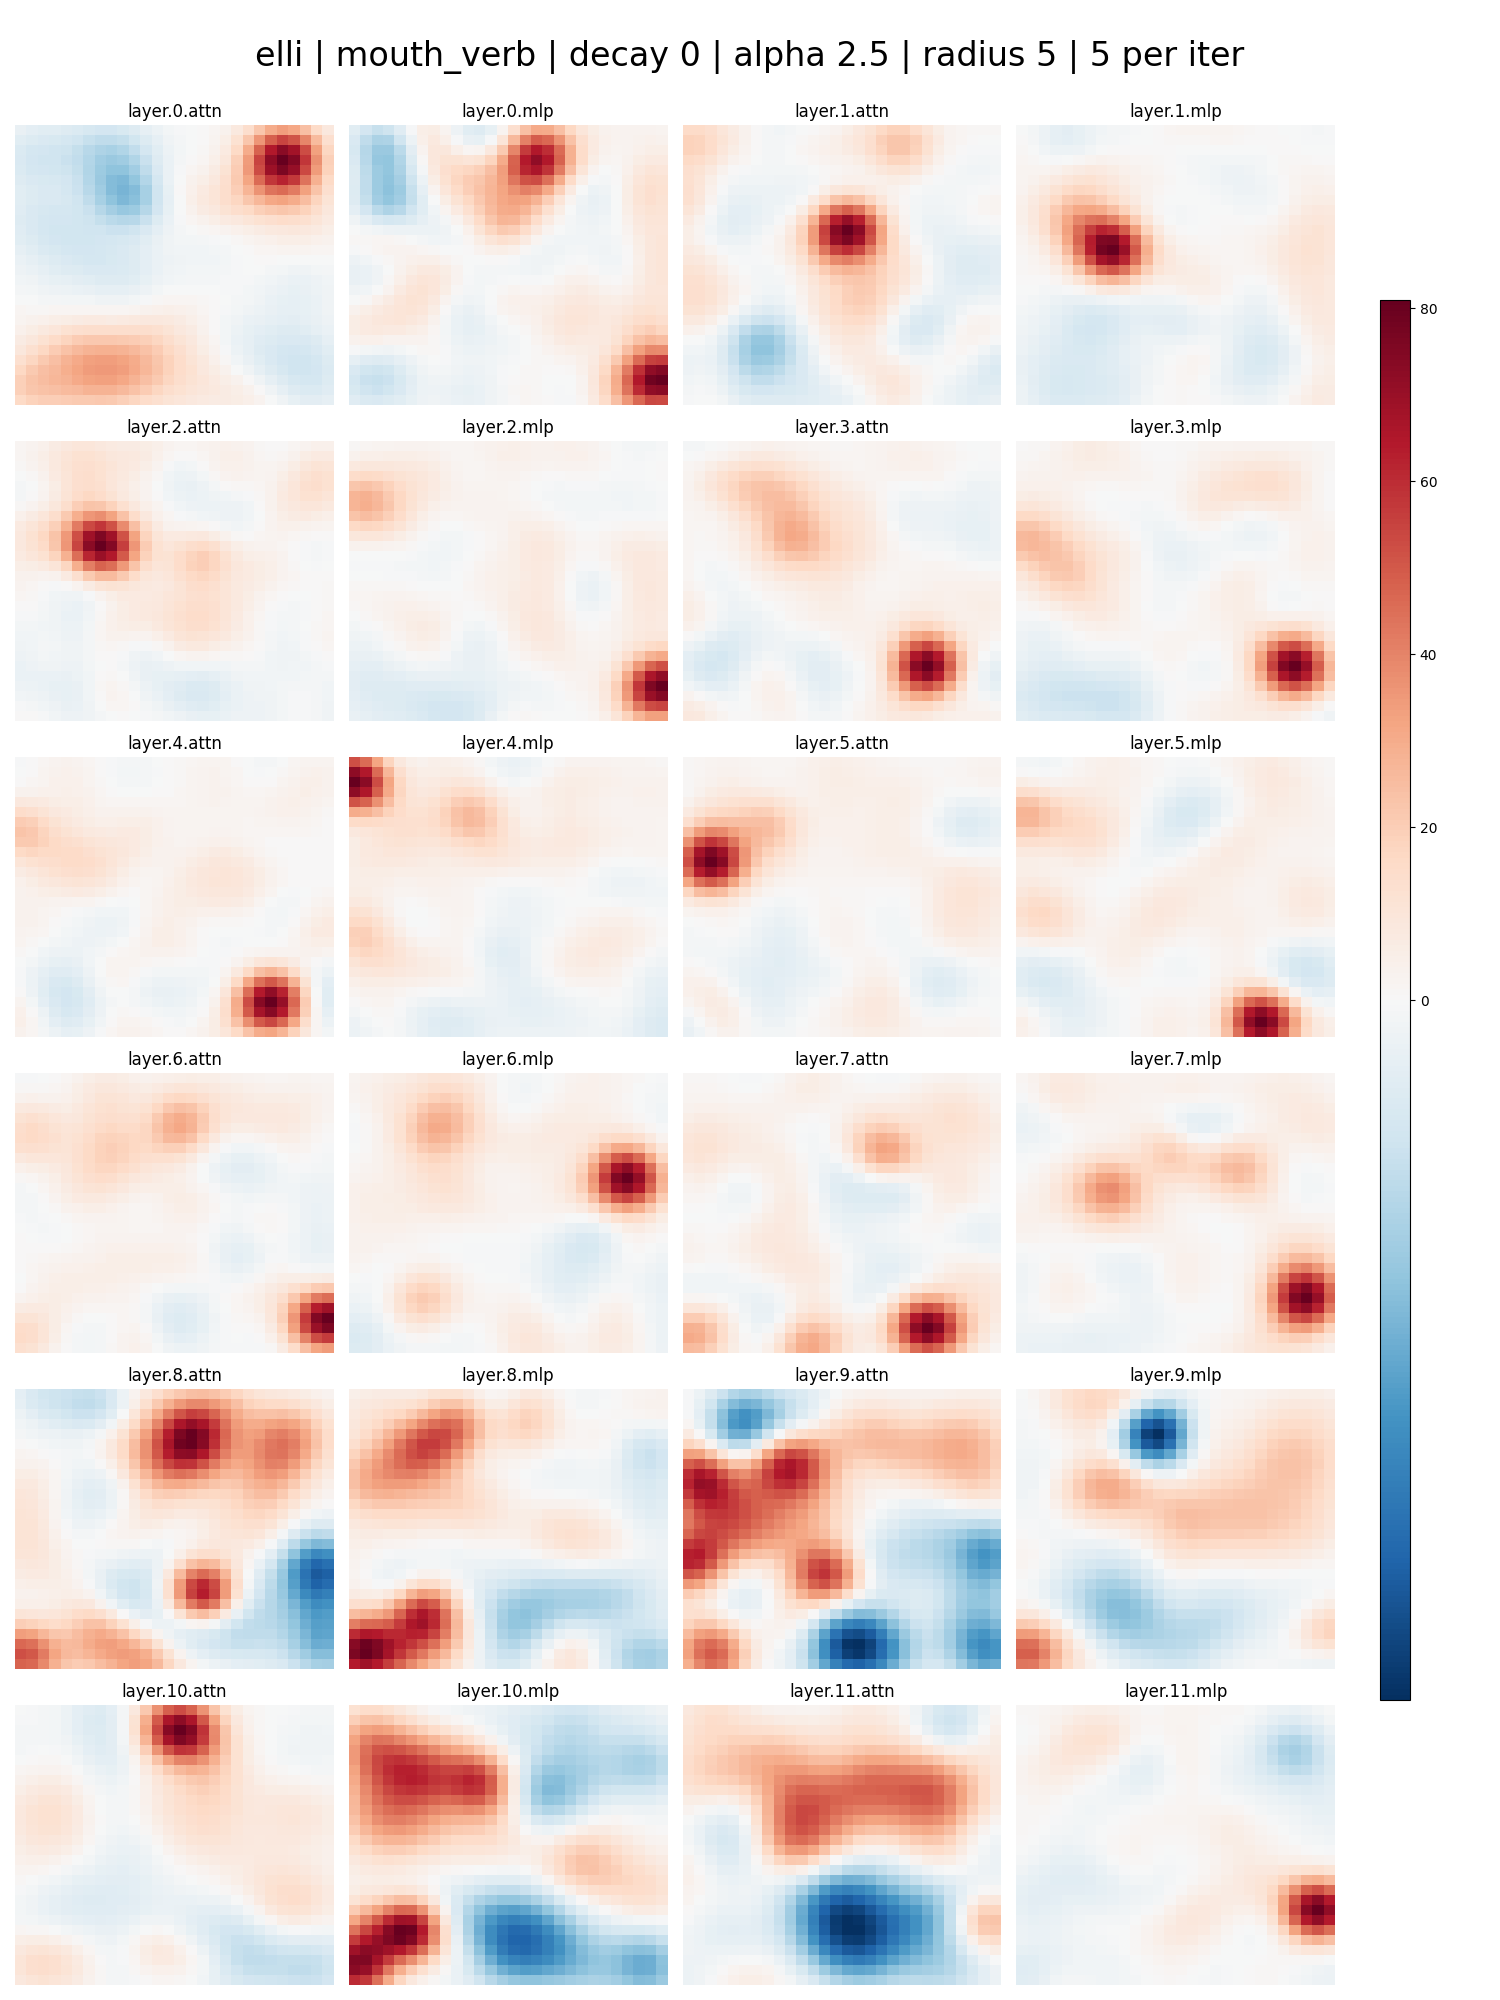 elli | mouth_verb | decay 0 | alpha 2.5 | radius 5 | 5 per iter
layer.0.attn
layer.0.mlp
layer.1.attn
layer.1.mlp
layer.2.attn
layer.2.mlp
layer.3.attn
layer.3.mlp
layer.4.attn
layer.4.mlp
layer.5.attn
layer.5.mlp
layer.6.attn
layer.6.mlp
layer.7.attn
layer.7.mlp
layer.8.attn
layer.8.mlp
layer.9.attn
layer.9.mlp
layer.10.attn
layer.10.mlp
layer.11.attn
layer.11.mlp
80
60
40
20
0